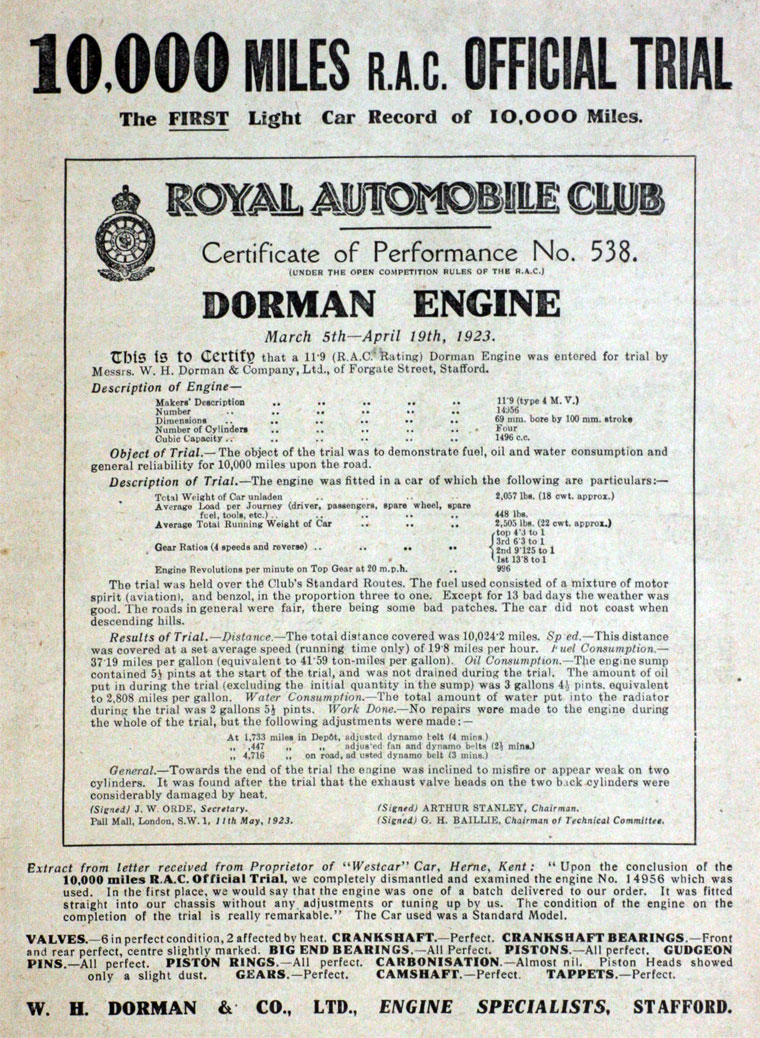 10,000 MILES R.A.C. OFFICIAL TRIAL
The FIRST Light Car Record of 10,000 Miles.
ROYAL AUTOMOBILE CLUB
Certificate of Performance No. 538.
(UNDER THE OPEN COMPETITION RULES OF THE R.A.C.)
DORMAN ENGINE
March 5th—April 19th, 1923.
This is to Certify that a 11·9 (R.A.C. Rating) Dorman Engine was entered for trial by
Messrs. W. H. Dorman & Company, Ltd., of Forgate Street, Stafford.
Description of Engine—
Makers' Description .. .. .. .. .. 11·9 (type 4 M. V.)
Number .. .. .. .. .. .. 14956
Dimensions .. .. .. .. .. .. 69 mm. bore by 100 mm. stroke
Number of Cylinders .. .. .. .. .. Four
Cubic Capacity .. .. .. .. .. .. 1496 c.c.
Object of Trial.—The object of the trial was to demonstrate fuel, oil and water consumption and
general reliability for 10,000 miles upon the road.
Description of Trial.—The engine was fitted in a car of which the following are particulars:—
Total Weight of Car unladen .. .. .. .. 2,057 lbs. (18 cwt. approx.)
Average Load per Journey (driver, passengers, spare wheel, spare
fuel, tools, etc.) .. .. .. .. .. 448 lbs.
Average Total Running Weight of Car .. .. .. 2,505 lbs. (22 cwt. approx.)
top 4·3 to 1
3rd 6·3 to 1
Gear Ratios (4 speeds and reverse) .. .. .. 2nd 9·125 to 1
1st 13·8 to 1
Engine Revolutions per minute on Top Gear at 20 m.p.h. .. 996
The trial was held over the Club's Standard Routes. The fuel used consisted of a mixture of motor
spirit (aviation), and benzol, in the proportion three to one. Except for 13 bad days the weather was
good. The roads in general were fair, there being some bad patches. The car did not coast when
descending hills.
Results of Trial.—Distance.—The total distance covered was 10,024·2 miles. Speed.—This distance
was covered at a set average speed (running time only) of 19·8 miles per hour. Fuel Consumption.—
37·19 miles per gallon (equivalent to 41·59 ton-miles per gallon). Oil Consumption.—The engine sump
contained 5½ pints at the start of the trial, and was not drained during the trial. The amount of oil
put in during the trial (excluding the initial quantity in the sump) was 3 gallons 4½ pints, equivalent
to 2,808 miles per gallon. Water Consumption.—The total amount of water put into the radiator
during the trial was 2 gallons 5½ pints. Work Done.—No repairs were made to the engine during
the whole of the trial, but the following adjustments were made:—
At 1,733 miles in Depôt, adjusted dynamo belt (4 mins.)
„ ,447 „ „ adjusted fan and dynamo belts (2½ mins.)
„ 4,716 „ on road, adjusted dynamo belt (3 mins.)
General.—Towards the end of the trial the engine was inclined to misfire or appear weak on two
cylinders. It was found after the trial that the exhaust valve heads on the two back cylinders were
considerably damaged by heat.
(Signed) J. W. ORDE, Secretary. (Signed) ARTHUR STANLEY, Chairman.
Pall Mall, London, S.W. 1, 11th May, 1923. (Signed) G. H. BAILLIE, Chairman of Technical Committee.
Extract from letter received from Proprietor of "Westcar" Car, Herne, Kent: "Upon the conclusion of the
10,000 miles R.A.C. Official Trial, we completely dismantled and examined the engine No. 14956 which was
used. In the first place, we would say that the engine was one of a batch delivered to our order. It was fitted
straight into our chassis without any adjustments or tuning up by us. The condition of the engine on the
completion of the trial is really remarkable." The Car used was a Standard Model.
VALVES.—6 in perfect condition, 2 affected by heat. CRANKSHAFT.—Perfect. CRANKSHAFT BEARINGS.—Front
and rear perfect, centre slightly marked. BIG END BEARINGS.—All Perfect. PISTONS.—All perfect. GUDGEON
PINS.—All perfect. PISTON RINGS.—All perfect. CARBONISATION.—Almost nil. Piston Heads showed
only a slight dust. GEARS.—Perfect. CAMSHAFT.—Perfect. TAPPETS.—Perfect.
W. H. DORMAN & CO., LTD., ENGINE SPECIALISTS, STAFFORD.